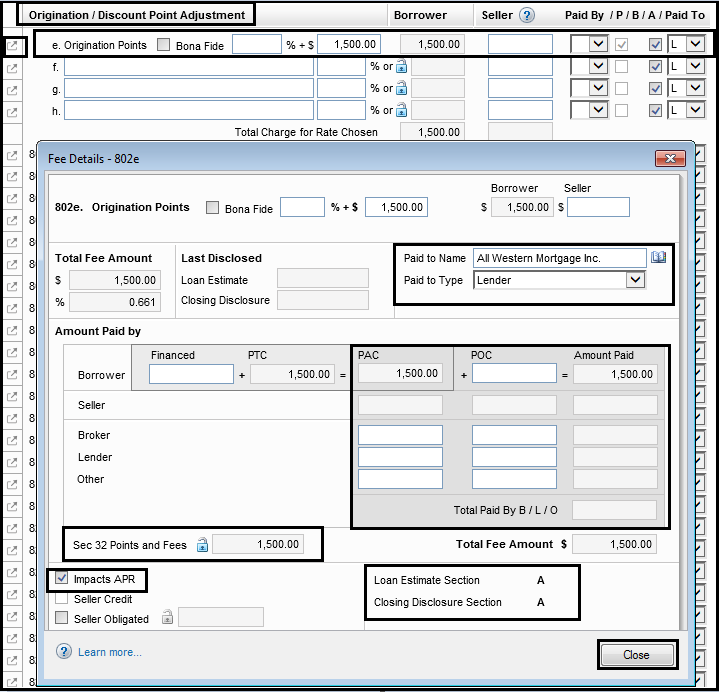 Origination / Discount Point Adjustment Borrower Seller ? Paid By / P / B / A / Paid To
e. Origination Points Bona Fide % + $ 1,500.00 1,500.00 L
f. % or L
g. % or L
h. % or L
Total Charge for Rate Chosen 1,500.00
Fee Details - 802e
Borrower Seller
802e. Origination Points Bona Fide % + $ 1,500.00 $ 1,500.00 $
Total Fee Amount Last Disclosed Paid to Name All Western Mortgage Inc.
$ 1,500.00 Loan Estimate Paid to Type Lender
% 0.661 Closing Disclosure
Amount Paid by
Financed PTC PAC POC Amount Paid
Borrower + 1,500.00 = 1,500.00 + = 1,500.00
Seller
Broker
Lender
Other
Total Paid By B / L / O
Sec 32 Points and Fees 1,500.00 Total Fee Amount $ 1,500.00
Impacts APR Loan Estimate Section A
Seller Credit
Closing Disclosure Section A
Seller Obligated
? Learn more... Close